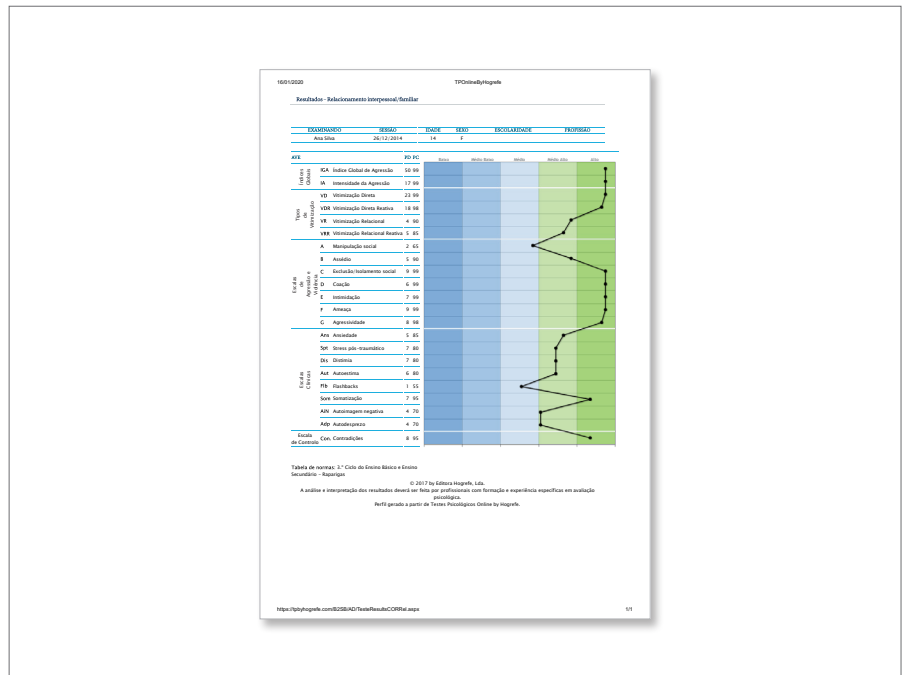 16/01/2020 TPOnlineByHogrefe
Resultados - Relacionamento interpessoal/familiar
EXAMINANDO SESSÃO IDADE SEXO ESCOLARIDADE PROFISSÃO
Ana Silva 26/12/2014 14 F
AVE PD PC Baixo Médio Baixo Médio Médio Alto Alto
Índices Globais
IGA Índice Global de Agressão 50 99
IA Intensidade da Agressão 17 99
Tipos de Vitimização
VD Vitimização Direta 23 99
VDR Vitimização Direta Reativa 18 98
VR Vitimização Relacional 4 90
VRR Vitimização Relacional Reativa 5 85
Escalas de Agressão e Violência
A Manipulação social 2 65
B Assédio 5 90
C Exclusão/Isolamento social 9 99
D Coação 6 99
E Intimidação 7 99
F Ameaça 9 99
G Agressividade 8 98
Escalas Clínicas
Ans Ansiedade 5 85
Spt Stress pós-traumático 7 80
Dis Distimia 7 80
Aut Autoestima 6 80
Flb Flashbacks 1 55
Som Somatização 7 95
AIN Autoimagem negativa 4 70
Adp Autodesprezo 4 70
Escala de Controlo
Con. Contradições 8 95
Tabela de normas: 3.º Ciclo do Ensino Básico e Ensino
Secundário - Raparigas
© 2017 by Editora Hogrefe, Lda.
A análise e interpretação dos resultados deverá ser feita por profissionais com formação e experiência específicas em avaliação
psicológica.
Perfil gerado a partir de Testes Psicológicos Online by Hogrefe.
https://tpbyhogrefe.com/B2SB/AD/TesteResultsCORRel.aspx 1/1